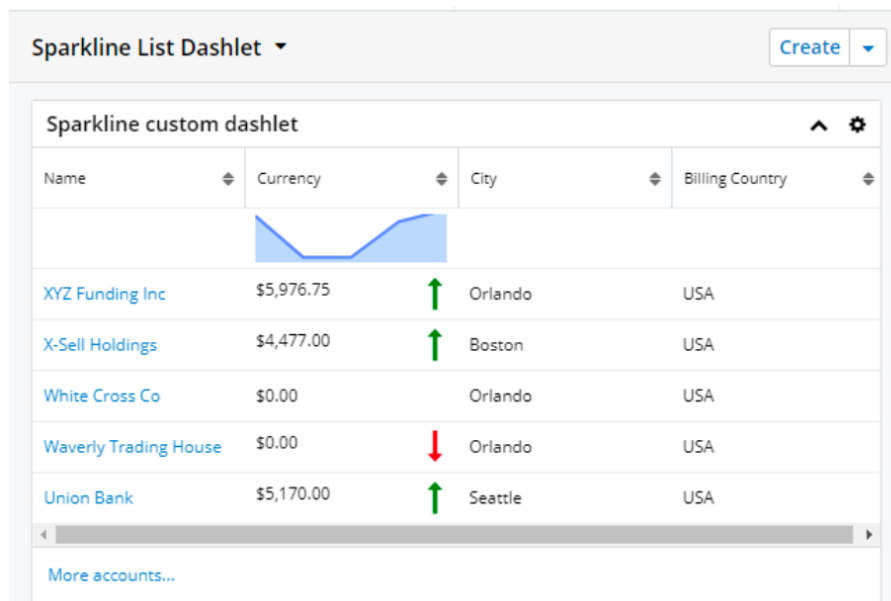 Sparkline List Dashlet
Create
Sparkline custom dashlet
Name Currency City Billing Country
XYZ Funding Inc $5,976.75 Orlando USA
X-Sell Holdings $4,477.00 Boston USA
White Cross Co $0.00 Orlando USA
Waverly Trading House $0.00 Orlando USA
Union Bank $5,170.00 Seattle USA
More accounts...